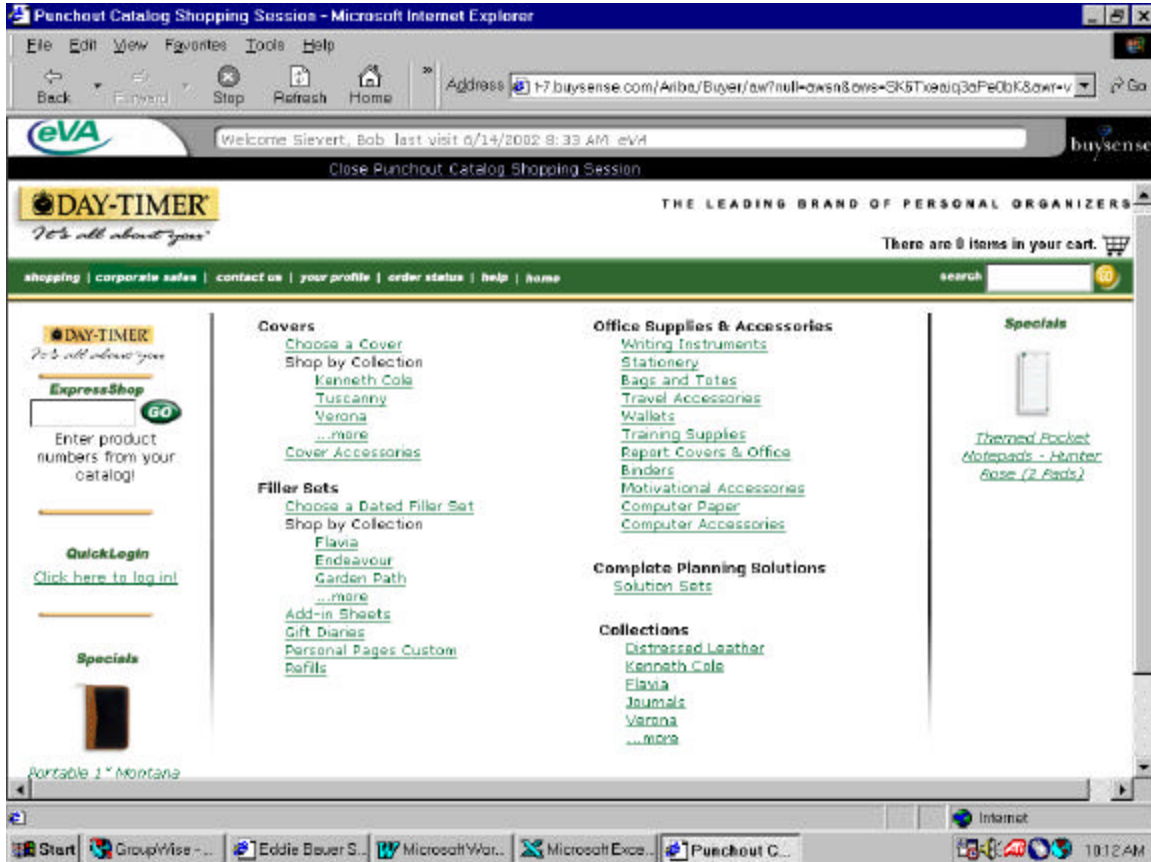 Punchout Catalog Shopping Session - Microsoft Internet Explorer
File Edit View Favorites Tools Help
Back Forward Stop Refresh Home » Address Go
eVA Welcome Sievert, Bob last visit 6/14/2002 8:33 AM eVA buysense
Close Punchout Catalog Shopping Session
DAY-TIMER® THE LEADING BRAND OF PERSONAL ORGANIZERS
It's all about you™
There are 0 items in your cart.
shopping | corporate sales | contact us | your profile | order status | help | home search GO
DAY-TIMER
It's all about you
ExpressShop
GO
Enter product
numbers from your
catalog!
QuickLogin
Click here to log in!
Specials
Portable 1" Montana
Covers
Choose a Cover
Shop by Collection
Kenneth Cole
Tuscanny
Verona
...more
Cover Accessories
Filler Sets
Choose a Dated Filler Set
Shop by Collection
Flavia
Endeavour
Garden Path
...more
Add-in Sheets
Gift Diaries
Personal Pages Custom
Refills
Office Supplies & Accessories
Writing Instruments
Stationery
Bags and Totes
Travel Accessories
Wallets
Training Supplies
Report Covers & Office
Binders
Motivational Accessories
Computer Paper
Computer Accessories
Complete Planning Solutions
Solution Sets
Collections
Distressed Leather
Kenneth Cole
Flavia
Journals
Verona
...more
Specials
Themed Pocket
Notepads - Hunter
Rose (2 Pads)
Internet
Start GroupWise -... Eddie Bauer S... Microsoft Wor... Microsoft Exce... Punchout C... 10:12 AM